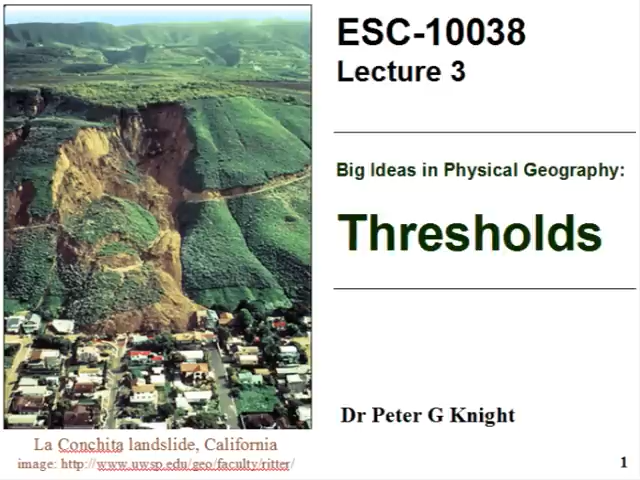 ESC-10038
Lecture 3
Big Ideas in Physical Geography:
Thresholds
Dr Peter G Knight
La Conchita landslide, California
image: http://www.uwsp.edu/geo/faculty/ritter/
1